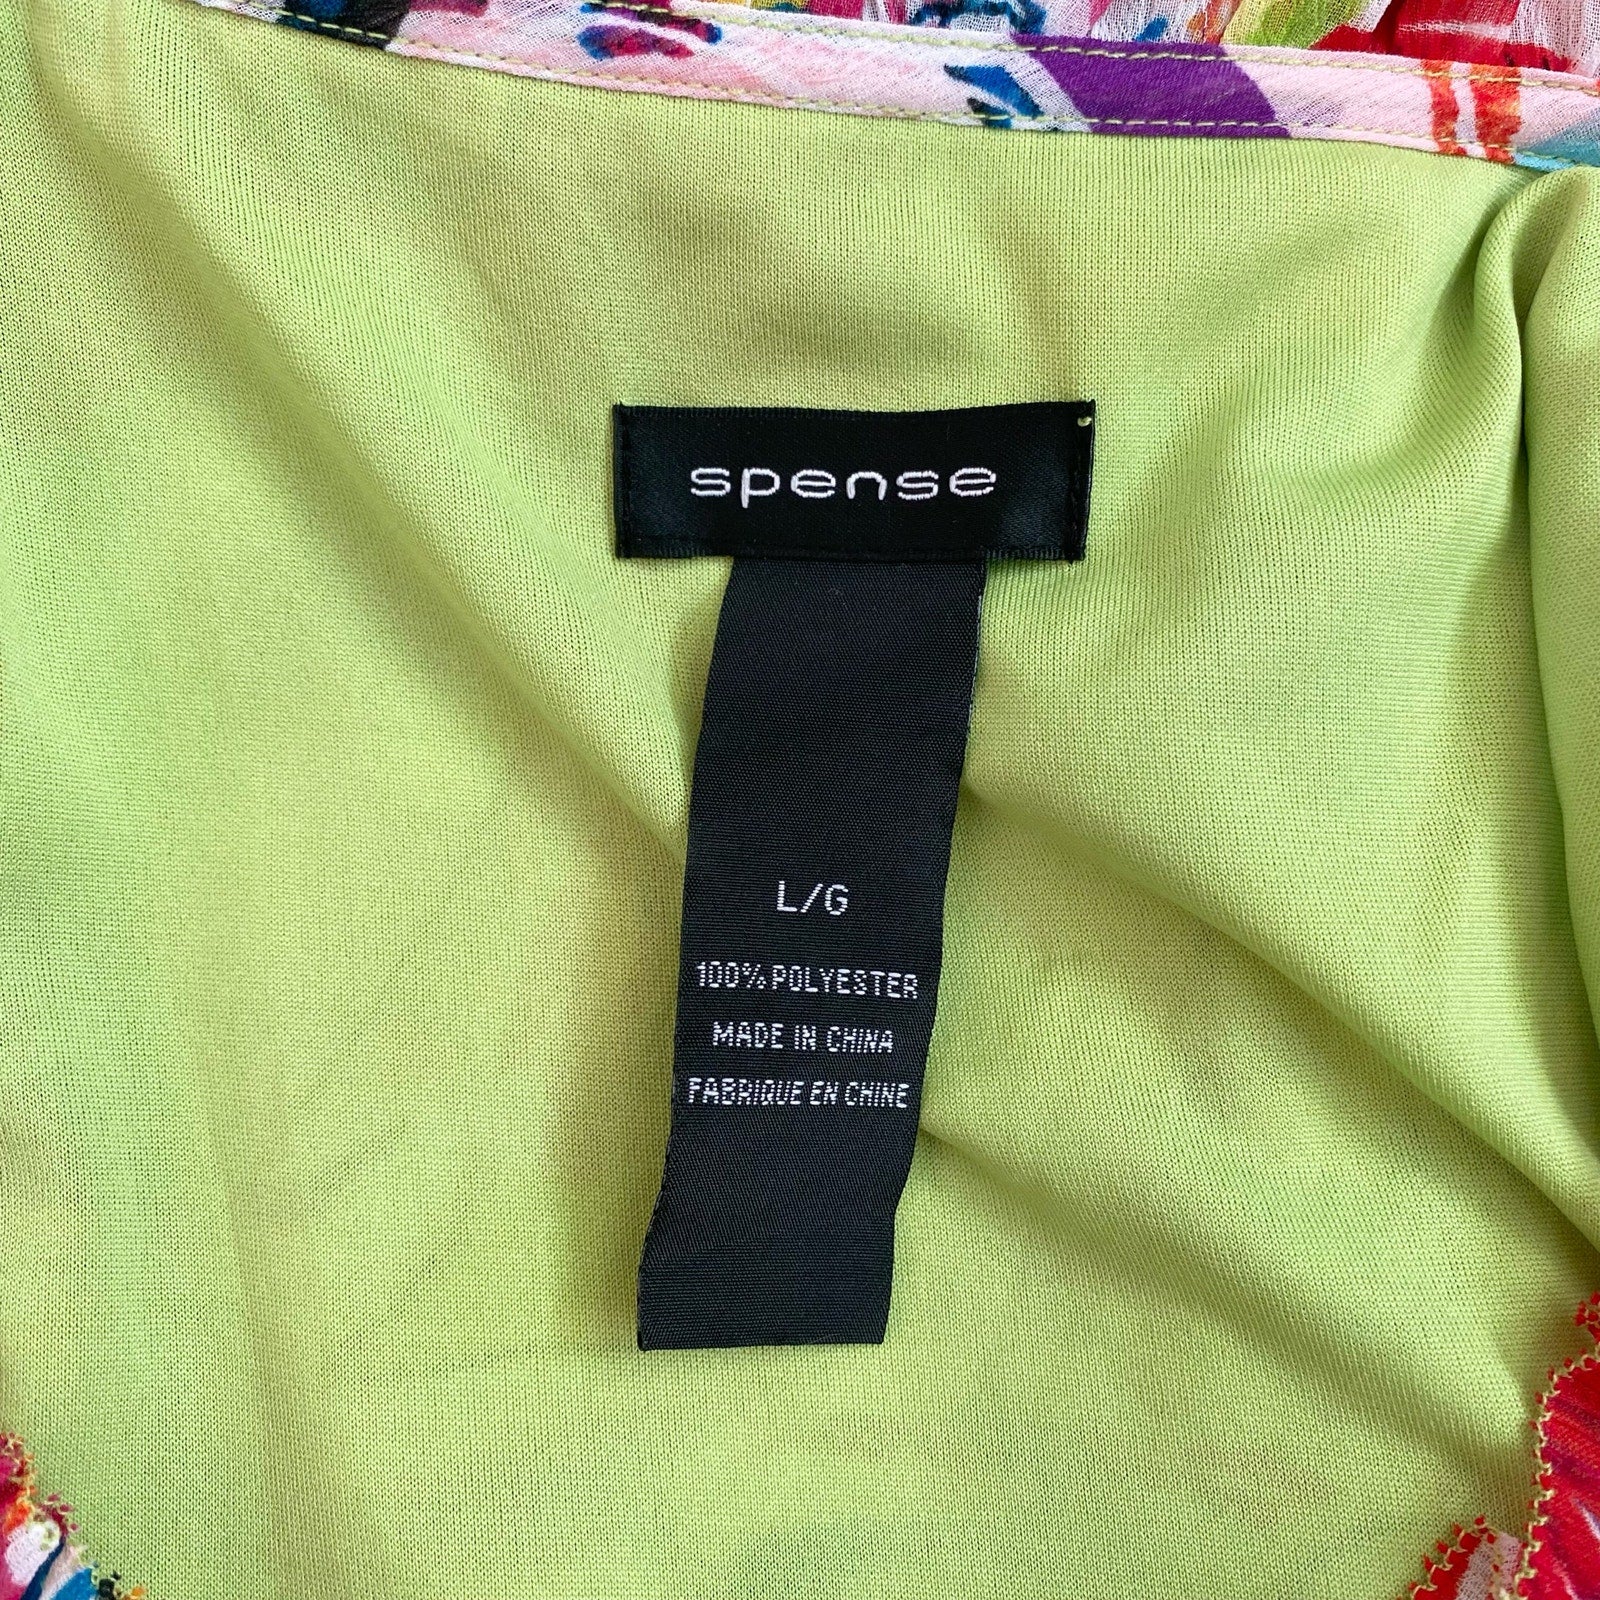 spense
L/G
100% POLYESTER
MADE IN CHINA
FABRIQUE EN CHINE